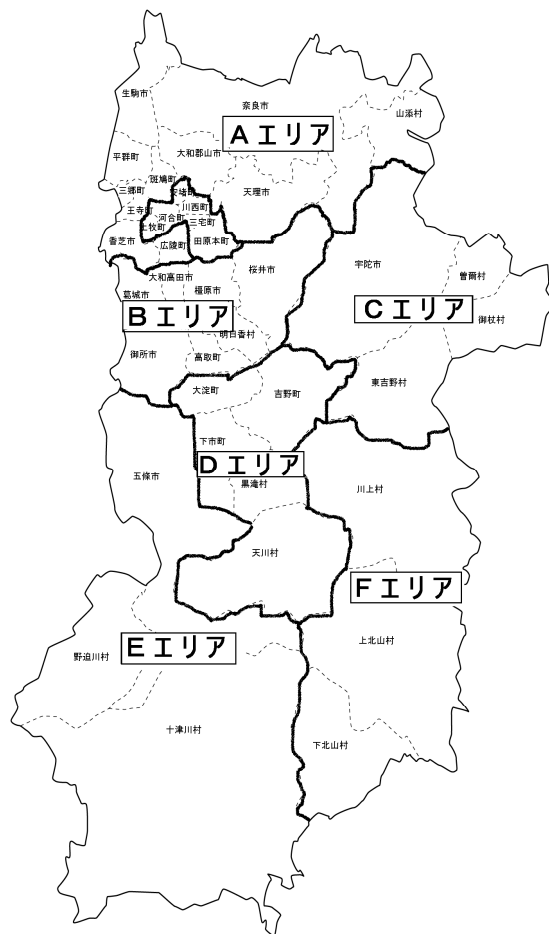 生駒市
奈良市
山添村
Aエリア
平群町
大和郡山市
斑鳩町
三郷町
安堵町
天理市
王寺町
川西町
河合町
三宅町
上牧町
香芝市
広陵町
田原本町
宇陀市
曽爾村
桜井市
大和高田市
葛城市
橿原市
Bエリア
Cエリア
御杖村
明日香村
御所市
高取町
東吉野村
大淀町
吉野町
下市町
Dエリア
五條市
黒滝村
川上村
天川村
Fエリア
Eエリア
上北山村
野迫川村
十津川村
下北山村